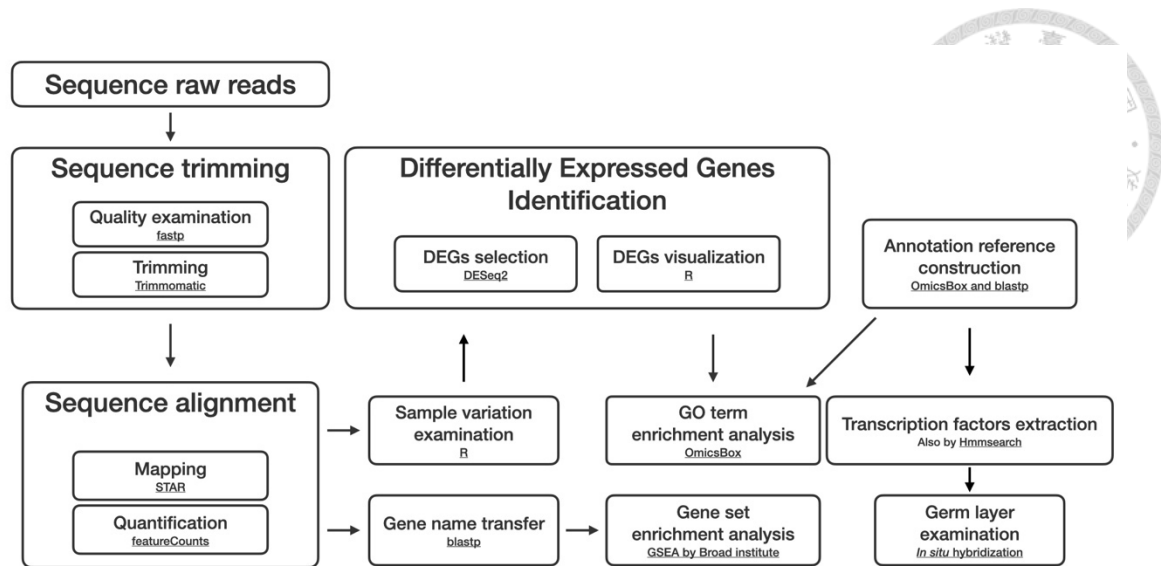 Sequence raw reads
Sequence trimming
Quality examination
fastp
Trimming
Trimmomatic
Differentially Expressed Genes
Identification
DEGs selection
DESeq2
DEGs visualization
R
Annotation reference
construction
OmicsBox and blastp
Sequence alignment
Mapping
STAR
Quantification
featureCounts
Sample variation
examination
R
GO term
enrichment analysis
OmicsBox
Transcription factors extraction
Also by Hmmsearch
Gene name transfer
blastp
Gene set
enrichment analysis
GSEA by Broad institute
Germ layer
examination
In situ hybridization